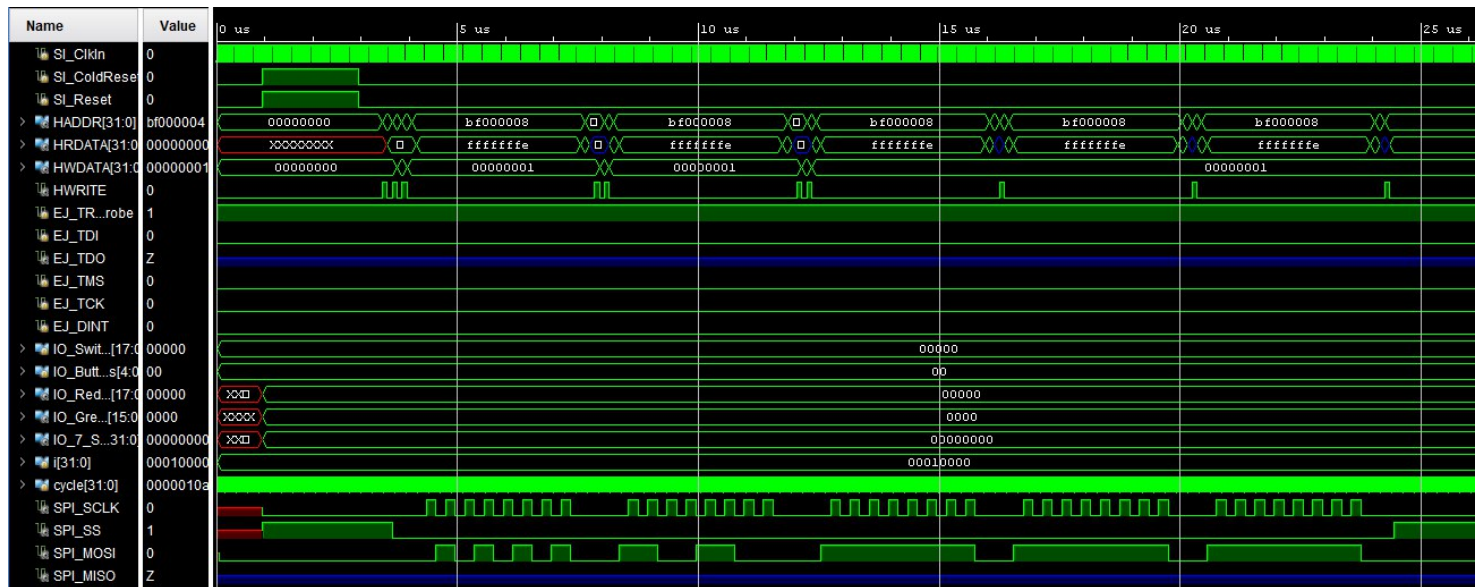 Name Value 0 us 5 us 10 us 15 us 20 us 25 us
SI_ClkIn 0
SI_ColdReset 0
SI_Reset 0
HADDR[31:0] bf000004 00000000 bf000008 bf000008 bf000008 bf000008 bf000008
HRDATA[31:0 00000000 XXXXXXXX fffffffe fffffffe fffffffe fffffffe fffffffe
HWDATA[31:0 00000001 00000000 00000001 00000001 00000001
HWRITE 0
EJ_TR...robe 1
EJ_TDI 0
EJ_TDO Z
EJ_TMS 0
EJ_TCK 0
EJ_DINT 0
IO_Swit...[17:0 00000 00000
IO_Butt...s[4:0 00 00
IO_Red...[17:0 00000 XX 00000
IO_Gre...[15:0 0000 XXXX 0000
IO_7_S...31:0] 00000000 XX 00000000
i[31:0] 00010000 00010000
cycle[31:0] 0000010a
SPI_SCLK 0
SPI_SS 1
SPI_MOSI 0
SPI_MISO Z